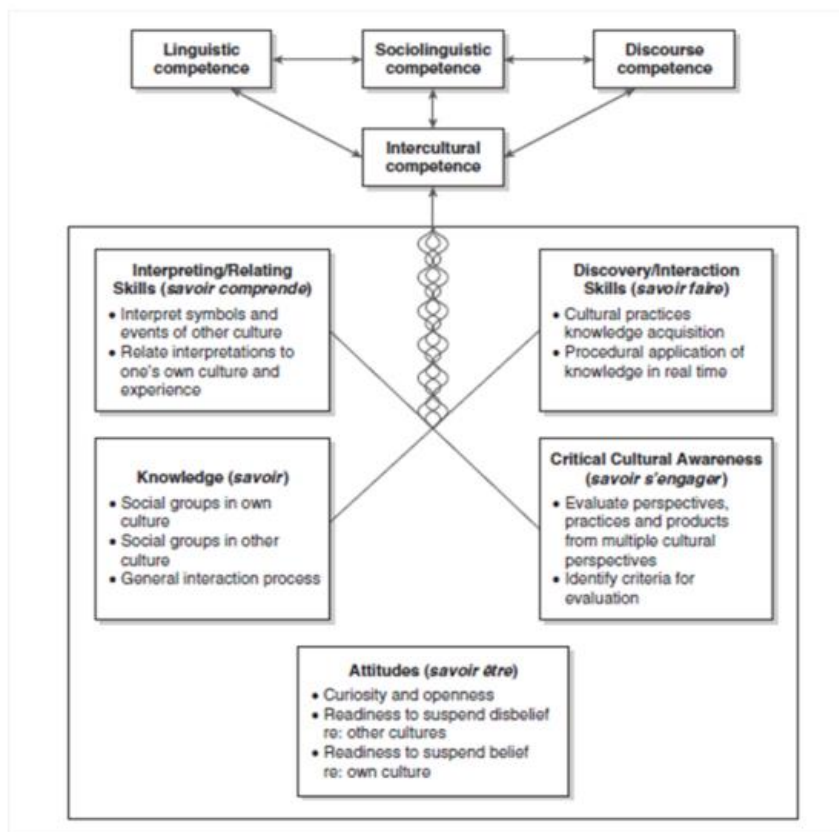 Linguistic
competence
Sociolinguistic
competence
Discourse
competence
Intercultural
competence
Interpreting/Relating
Skills (savoir comprende)
• Interpret symbols and
events of other culture
• Relate interpretations to
one's own culture and
experience
Discovery/Interaction
Skills (savoir faire)
• Cultural practices
knowledge acquisition
• Procedural application of
knowledge in real time
Knowledge (savoir)
• Social groups in own
culture
• Social groups in other
culture
• General interaction process
Critical Cultural Awareness
(savoir s'engager)
• Evaluate perspectives,
practices and products
from multiple cultural
perspectives
• Identify criteria for
evaluation
Attitudes (savoir être)
• Curiosity and openness
• Readiness to suspend disbelief
re: other cultures
• Readiness to suspend belief
re: own culture